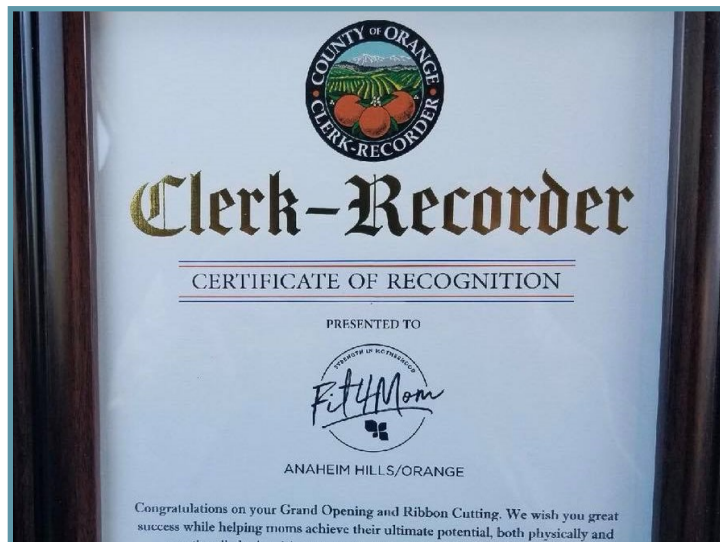 COUNTY OF ORANGE
CLERK-RECORDER
Clerk-Recorder
CERTIFICATE OF RECOGNITION
PRESENTED TO
STRENGTH IN MOTHERHOOD
Fit4Mom
ANAHEIM HILLS/ORANGE
Congratulations on your Grand Opening and Ribbon Cutting. We wish you great
success while helping moms achieve their ultimate potential, both physically and